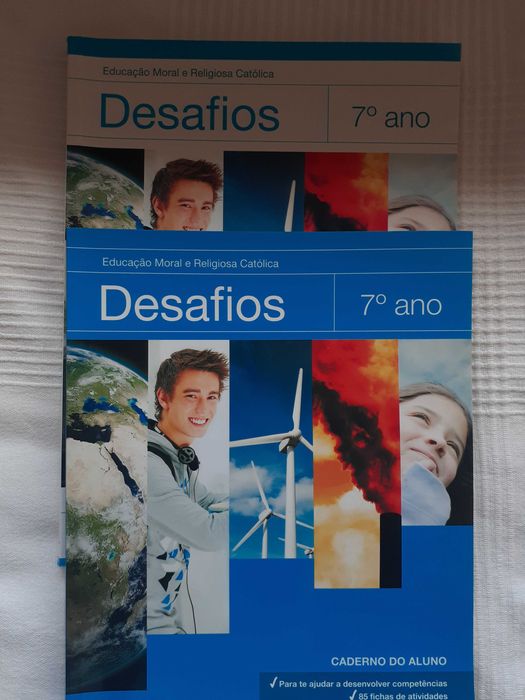 Educação Moral e Religiosa Católica
Desafios
7º ano
Educação Moral e Religiosa Católica
Desafios
7º ano
CADERNO DO ALUNO
✓ Para te ajudar a desenvolver competências
✓ 85 fichas de atividades